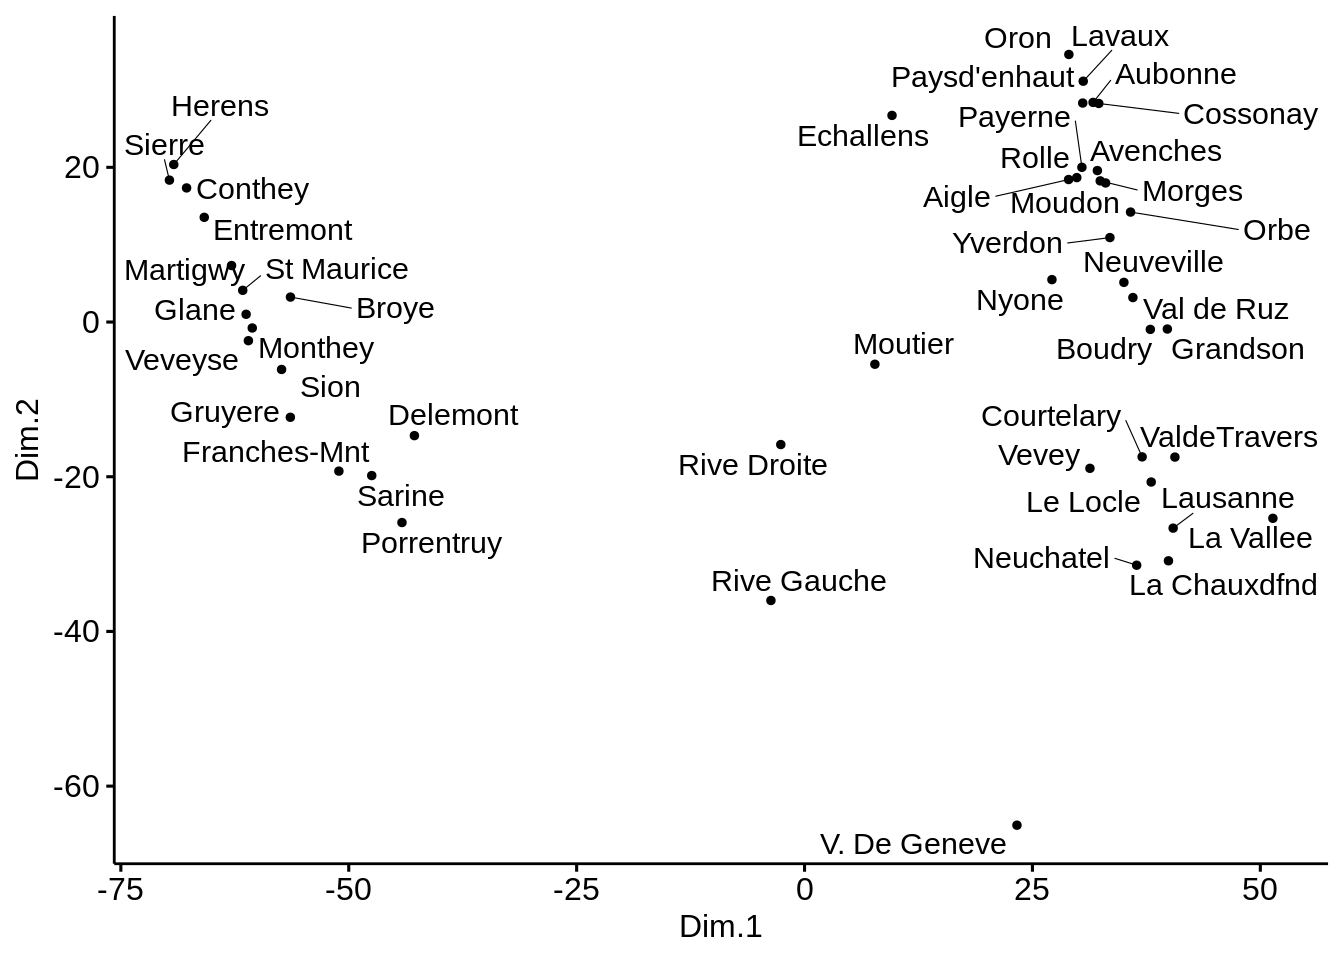 Oron
Lavaux
Paysd'enhaut
Aubonne
Herens
Payerne
Cossonay
Echallens
Sierre
Rolle
Avenches
20
Conthey
Aigle
Moudon
Morges
Entremont
Orbe
Yverdon
Martigwy
St Maurice
Neuveville
Glane
Broye
Nyone
Val de Ruz
0
Monthey
Moutier
Boudry
Grandson
Veveyse
Sion
Gruyere
Delemont
Courtelary
ValdeTravers
Dim.2
Franches-Mnt
Vevey
-20
Rive Droite
Sarine
Le Locle
Lausanne
La Vallee
Porrentruy
Neuchatel
Rive Gauche
La Chauxdfnd
-40
-60
V. De Geneve
-75
-50
-25
0
25
50
Dim.1